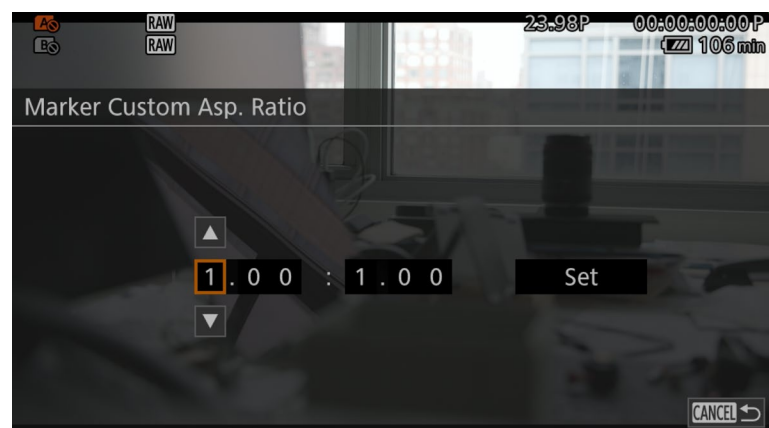 A RAW 23.98P 00:00:00:00 P
B RAW 106 min
Marker Custom Asp. Ratio
1.00 : 1.00 Set
CANCEL